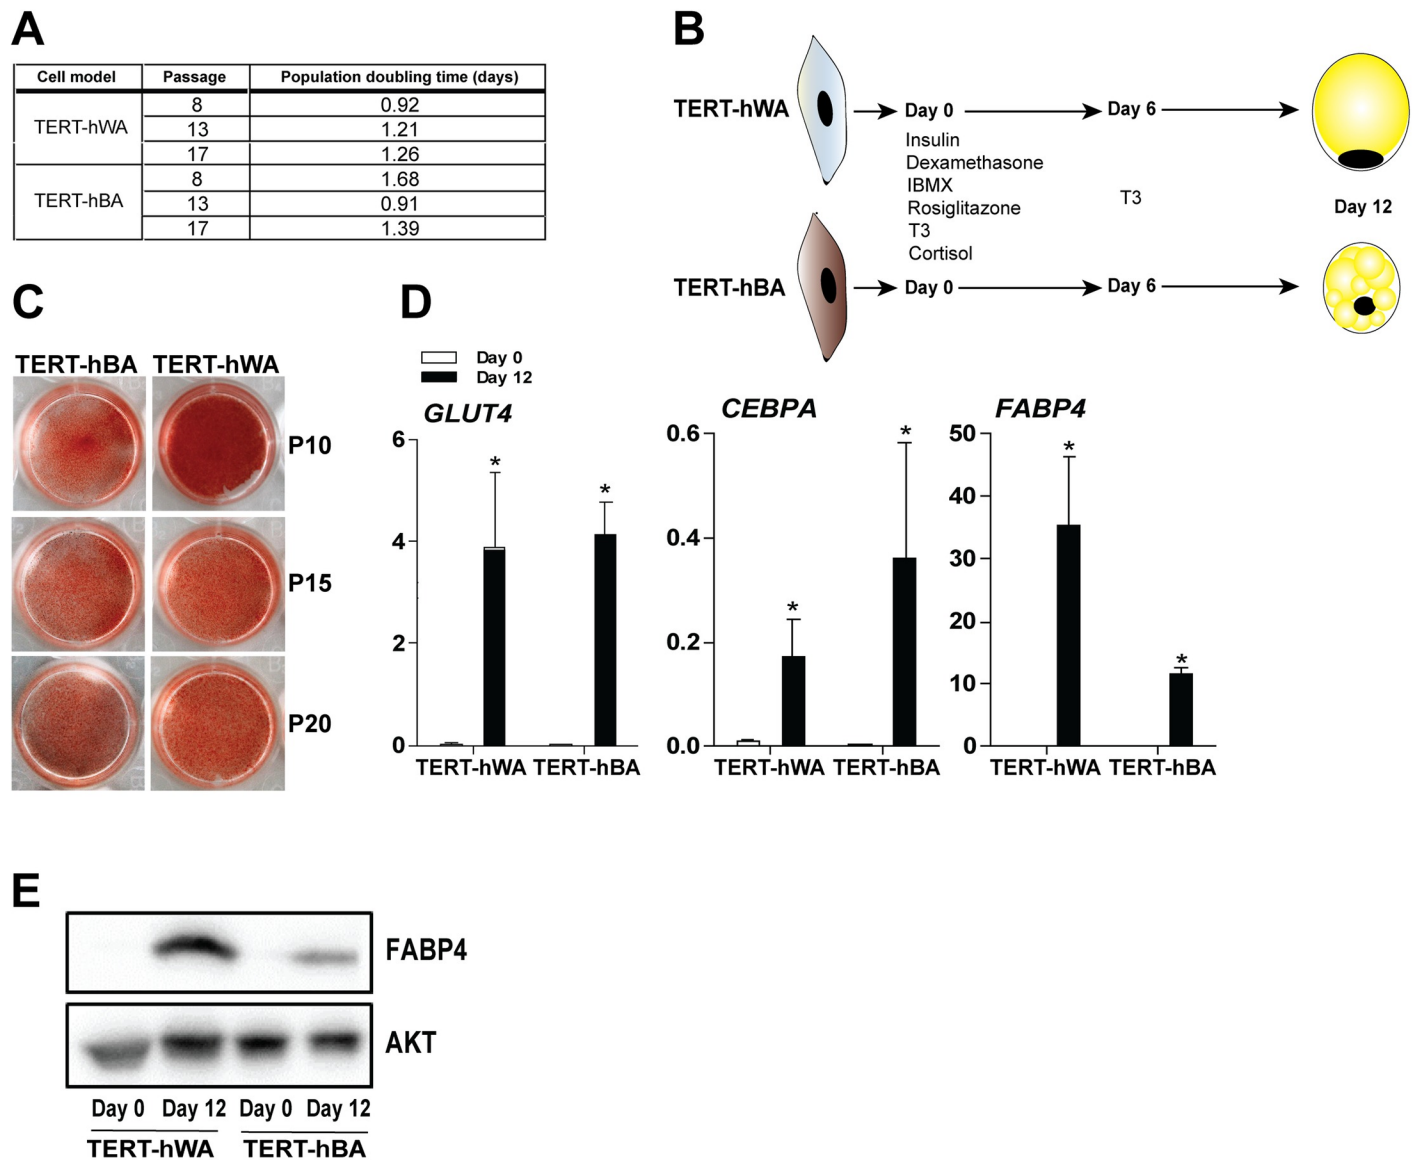 A
Cell model Passage Population doubling time (days)
TERT-hWA
8 0.92
13 1.21
17 1.26
TERT-hBA
8 1.68
13 0.91
17 1.39
B
TERT-hWA Day 0 Day 6
Insulin
Dexamethasone
IBMX
Rosiglitazone
T3
Cortisol
T3
Day 12
TERT-hBA Day 0 Day 6
C
TERT-hBA TERT-hWA
P10
P15
P20
D
Day 0
Day 12
GLUT4
6
4
2
0
* *
TERT-hWA TERT-hBA
CEBPA
0.6
0.4
0.2
0.0
* *
TERT-hWA TERT-hBA
FABP4
50
40
30
20
10
0
* *
TERT-hWA TERT-hBA
E
FABP4
AKT
Day 0 Day 12 Day 0 Day 12
TERT-hWA TERT-hBA